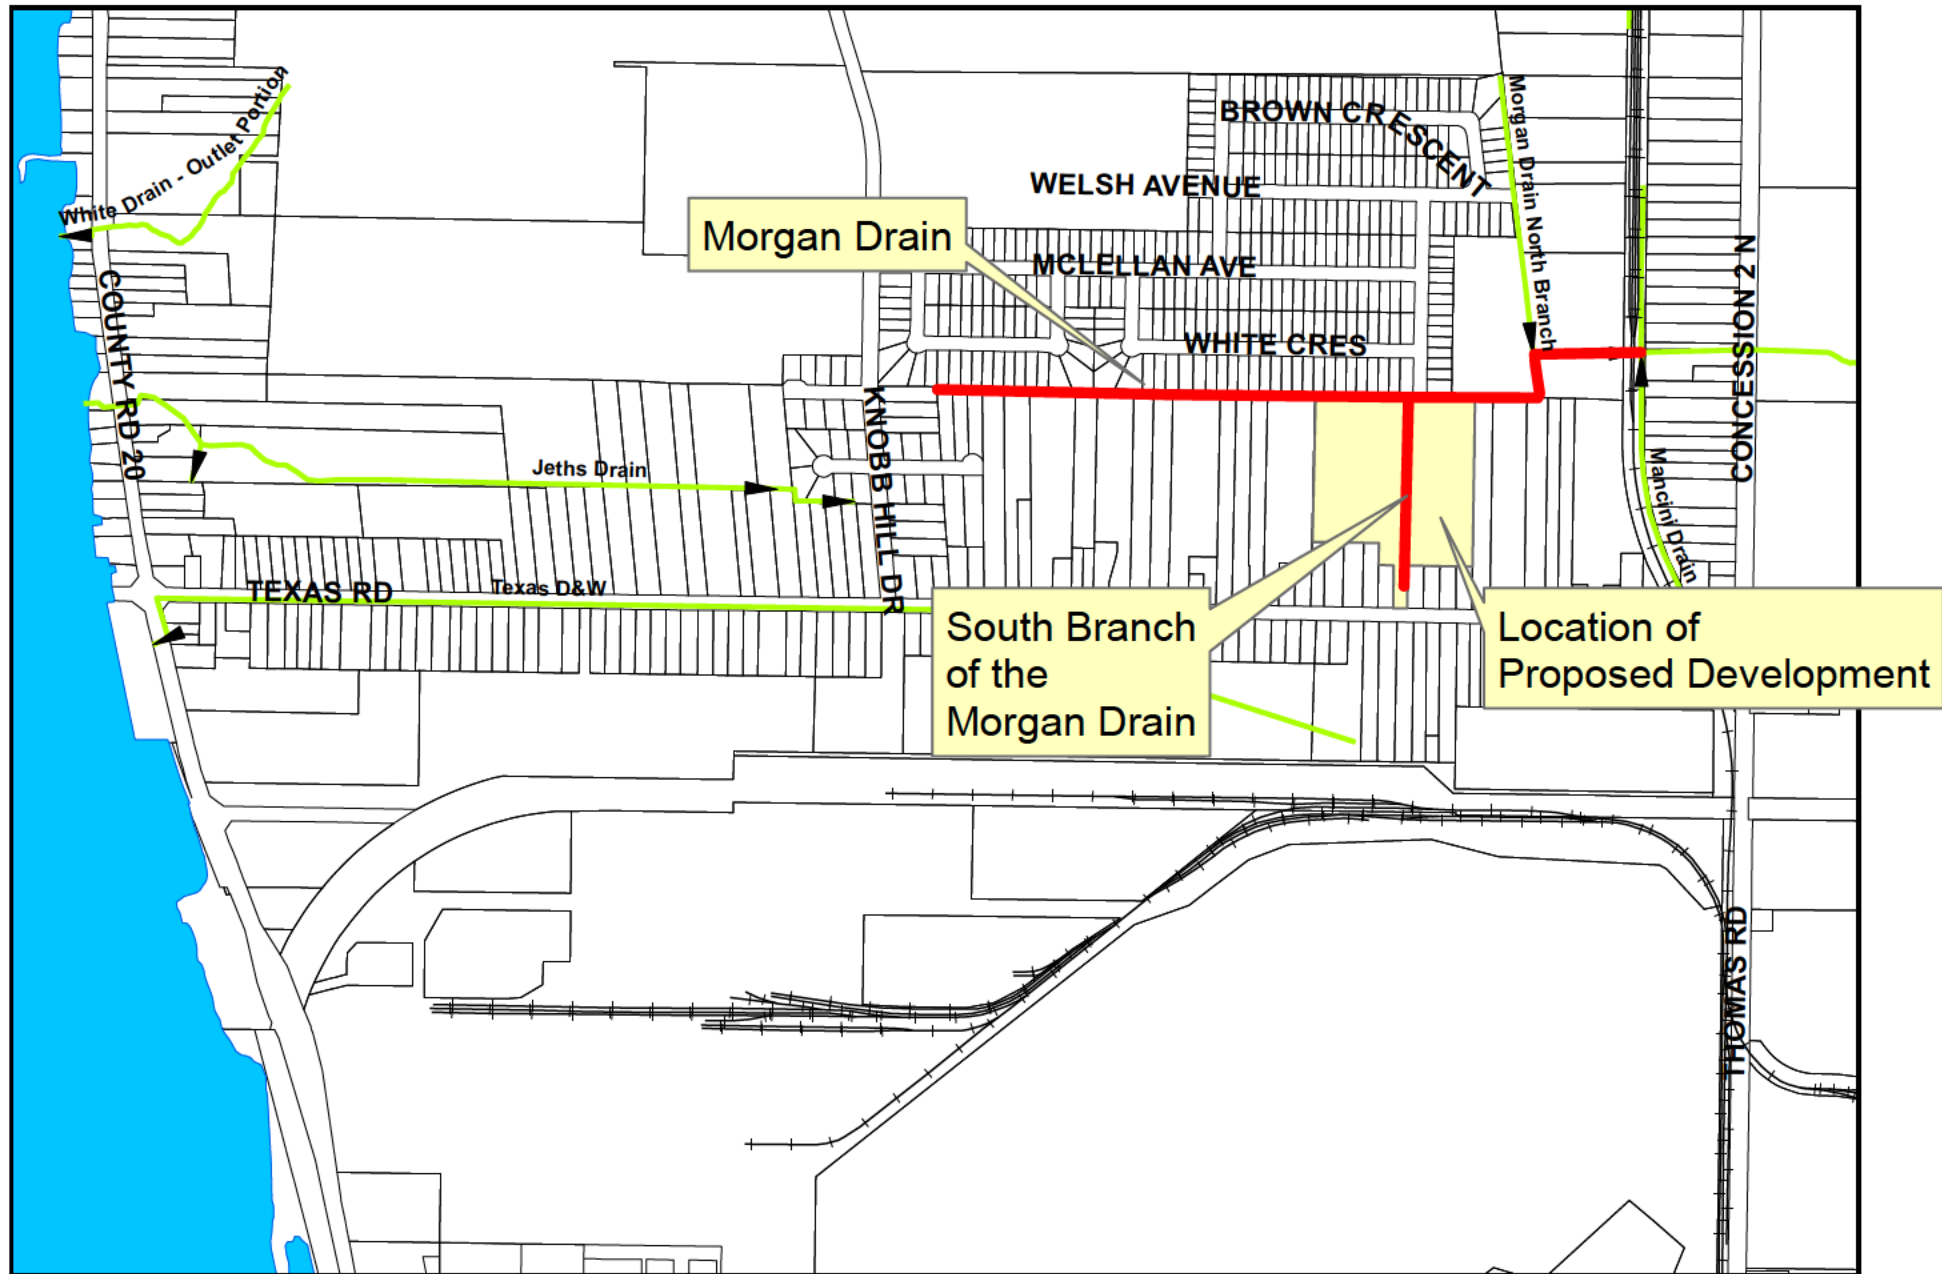 White Drain - Outlet Portion
BROWN CRESCENT
Morgan Drain North Branch
WELSH AVENUE
Morgan Drain
MCLELLAN AVE
COUNTY RD 20
CONCESSION 2 N
WHITE CRES
KNOBB HILL DR
Jeths Drain
Mancini Drain
TEXAS RD
Texas D&W
South Branch
of the
Morgan Drain
Location of
Proposed Development
THOMAS RD